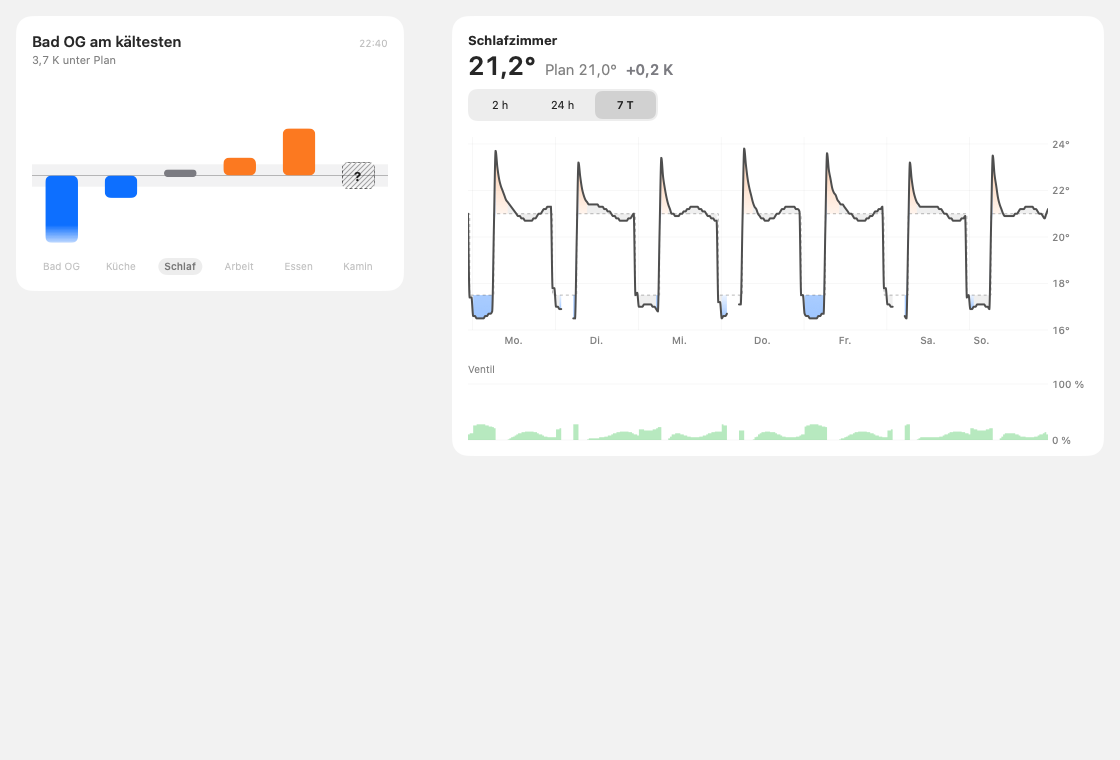 Bad OG am kältesten
22:40
3,7 K unter Plan
?
Bad OG Küche Schlaf Arbeit Essen Kamin
Schlafzimmer
21,2° Plan 21,0° +0,2 K
2 h 24 h 7 T
24°
22°
20°
18°
16°
Mo. Di. Mi. Do. Fr. Sa. So.
Ventil
100 %
0 %